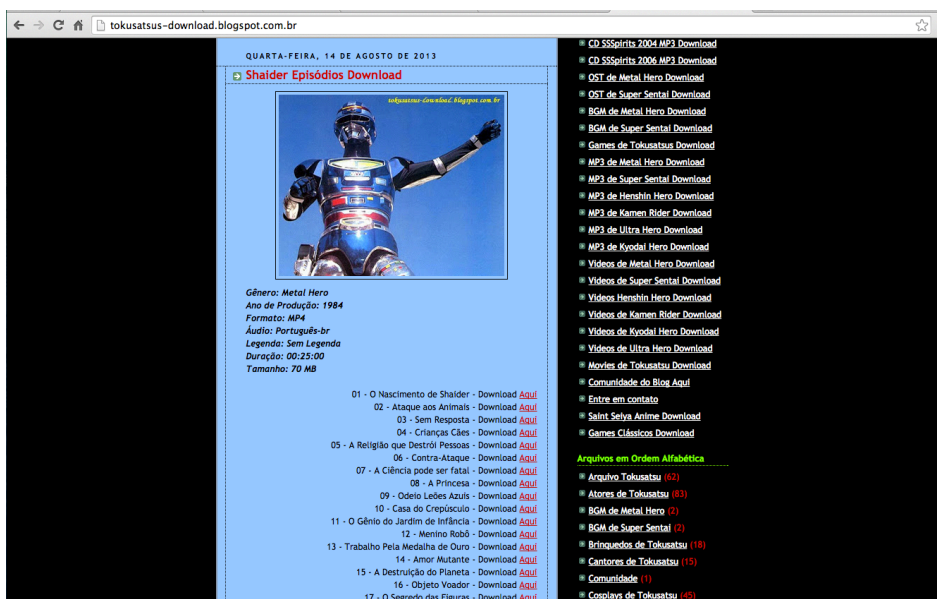 tokusatsus-download.blogspot.com.br
QUARTA-FEIRA, 14 DE AGOSTO DE 2013
Shaider Episódios Download
tokusatsus-download.blogspot.com.br
Gênero: Metal Hero
Ano de Produção: 1984
Formato: MP4
Áudio: Português-br
Legenda: Sem Legenda
Duração: 00:25:00
Tamanho: 70 MB
01 - O Nascimento de Shaider - Download Aqui
02 - Ataque aos Animais - Download Aqui
03 - Sem Resposta - Download Aqui
04 - Crianças Cães - Download Aqui
05 - A Religião que Destrói Pessoas - Download Aqui
06 - Contra-Ataque - Download Aqui
07 - A Ciência pode ser fatal - Download Aqui
08 - A Princesa - Download Aqui
09 - Odeio Leões Azuis - Download Aqui
10 - Casa do Crepúsculo - Download Aqui
11 - O Gênio do Jardim de Infância - Download Aqui
12 - Menino Robô - Download Aqui
13 - Trabalho Pela Medalha de Ouro - Download Aqui
14 - Amor Mutante - Download Aqui
15 - A Destruição do Planeta - Download Aqui
16 - Objeto Voador - Download Aqui
17 - O Segredo das Figuras - Download Aqui
CD SSSpirits 2004 MP3 Download
CD SSSpirits 2006 MP3 Download
OST de Metal Hero Download
OST de Super Sentai Download
BGM de Metal Hero Download
BGM de Super Sentai Download
Games de Tokusatsus Download
MP3 de Metal Hero Download
MP3 de Super Sentai Download
MP3 de Henshin Hero Download
MP3 de Kamen Rider Download
MP3 de Ultra Hero Download
MP3 de Kyodai Hero Download
Videos de Metal Hero Download
Videos de Super Sentai Download
Videos Henshin Hero Download
Videos de Kamen Rider Download
Videos de Kyodai Hero Download
Videos de Ultra Hero Download
Movies de Tokusatsu Download
Comunidade do Blog Aqui
Entre em contato
Saint Seiya Anime Download
Games Clássicos Download
Arquivos em Ordem Alfabética
Arquivo Tokusatsu (62)
Atores de Tokusatsu (83)
BGM de Metal Hero (2)
BGM de Super Sentai (2)
Brinquedos de Tokusatsu (18)
Cantores de Tokusatsu (15)
Comunidade (1)
Cosplays de Tokusatsu (45)